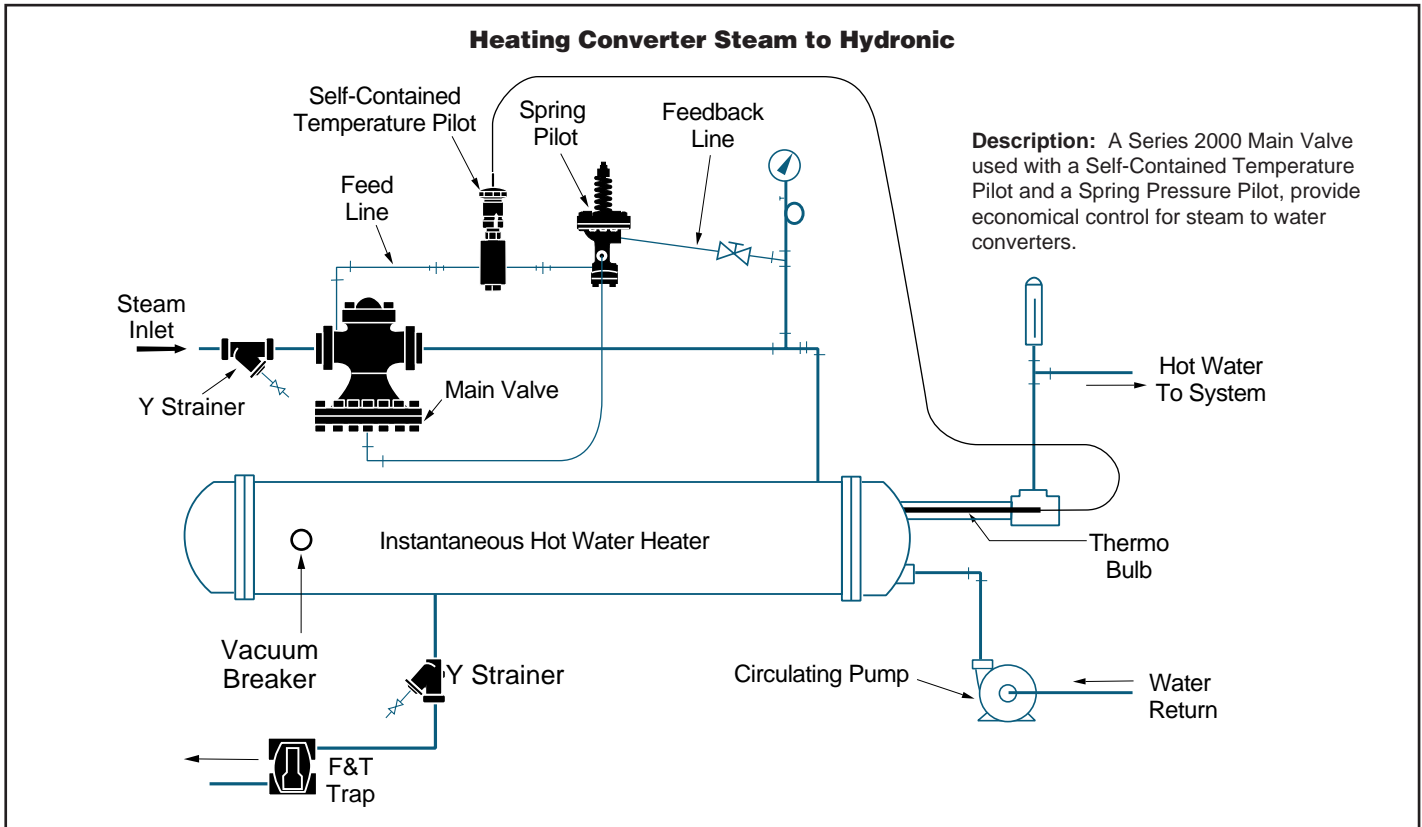 Heating Converter Steam to Hydronic
Self-Contained
Temperature Pilot
Spring
Pilot
Feedback
Line
Description: A Series 2000 Main Valve
used with a Self-Contained Temperature
Pilot and a Spring Pressure Pilot, provide
economical control for steam to water
converters.
Feed
Line
Steam
Inlet
Y Strainer
Main Valve
Hot Water
To System
Instantaneous Hot Water Heater
Thermo
Bulb
Vacuum
Breaker
Y Strainer
Circulating Pump
Water
Return
F&T
Trap